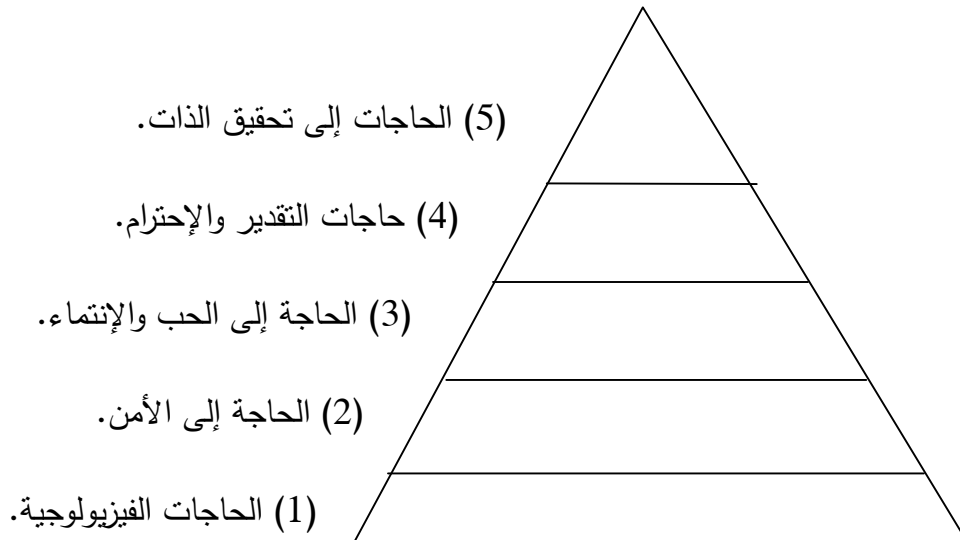 (5) الحاجات إلى تحقيق الذات.
(4) حاجات التقدير والإحترام.
(3) الحاجة إلى الحب والإنتماء.
(2) الحاجة إلى الأمن.
(1) الحاجات الفيزيولوجية.